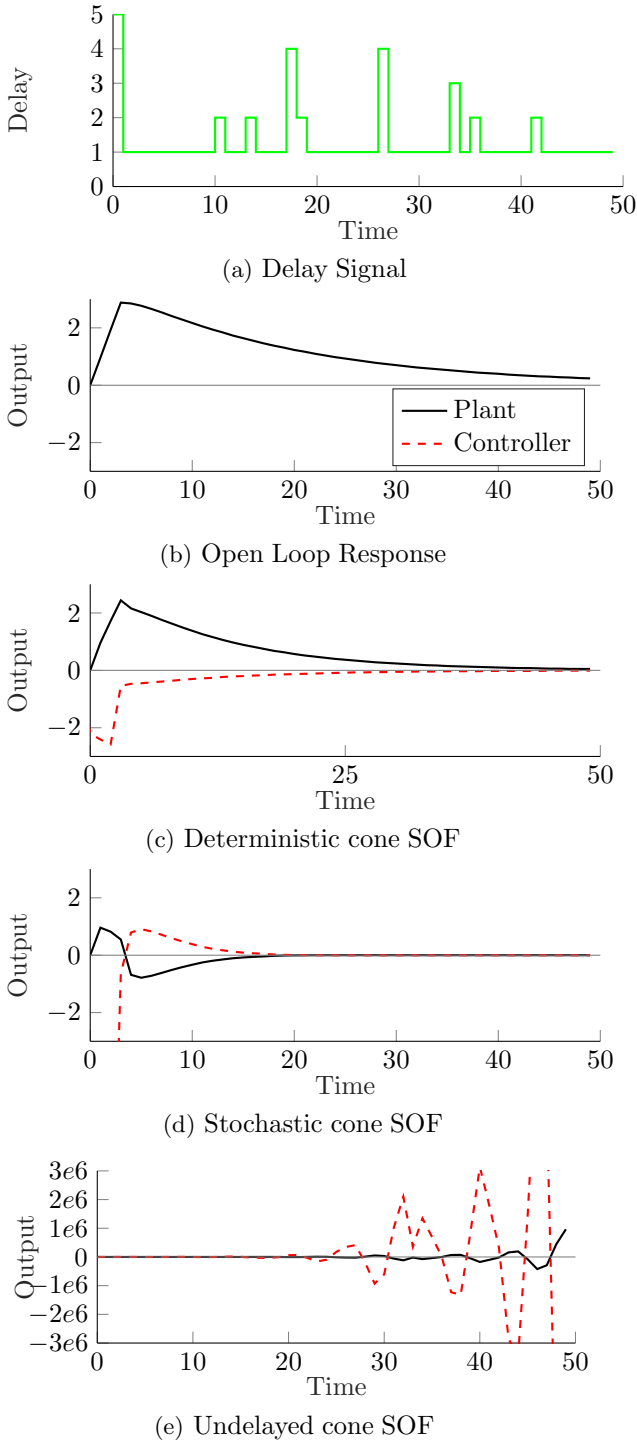 5
4
3
2
1
0
Delay
0 10 20 30 40 50
Time
(a) Delay Signal
2
0
−2
Output
Plant
Controller
0 10 20 30 40 50
Time
(b) Open Loop Response
2
0
−2
Output
0 25 50
Time
(c) Deterministic cone SOF
2
0
−2
Output
0 10 20 30 40 50
Time
(d) Stochastic cone SOF
3e6
2e6
1e6
0
−1e6
−2e6
−3e6
Output
0 10 20 30 40 50
Time
(e) Undelayed cone SOF